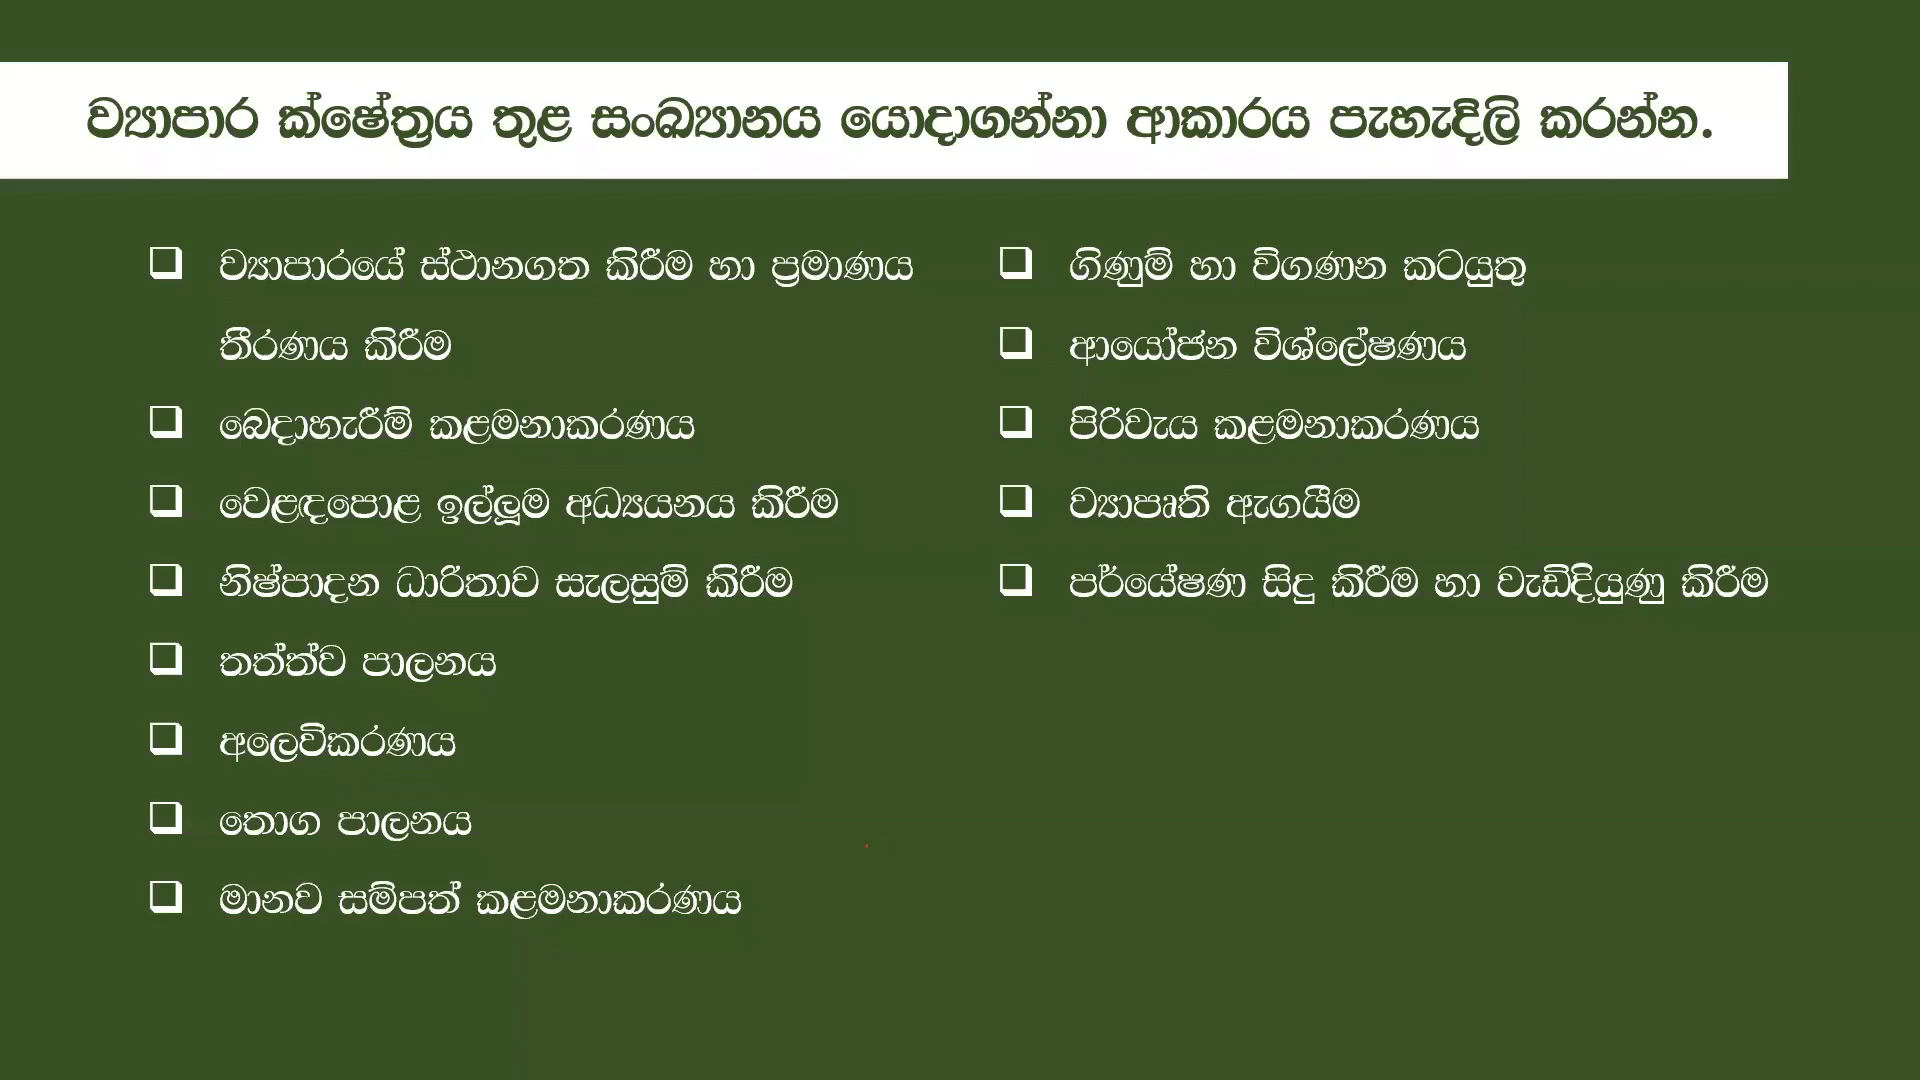 ව්‍යාපාර ක්ෂේත්‍රය තුළ සංඛ්‍යානය යොදාගන්නා ආකාරය පැහැදිලි කරන්න.
❑ ව්‍යාපාරයේ ස්ථානගත කිරීම හා ප්‍රමාණය
තීරණය කිරීම
❑ බෙදාහැරීම් කළමනාකරණය
❑ වෙළඳපොළ ඉල්ලූම අධ්‍යයනය කිරීම
❑ නිෂ්පාදන ධාරිතාව සැලසුම් කිරීම
❑ තත්ත්ව පාලනය
❑ අලෙවිකරණය
❑ තොග පාලනය
❑ මානව සම්පත් කළමනාකරණය
❑ ගිණුම් හා විගණන කටයුතු
❑ ආයෝජන විශ්ලේෂණය
❑ පිරිවැය කළමනාකරණය
❑ ව්‍යාපෘති ඇගයීම
❑ පර්යේෂණ සිදු කිරීම හා වැඩිදියුණු කිරීම